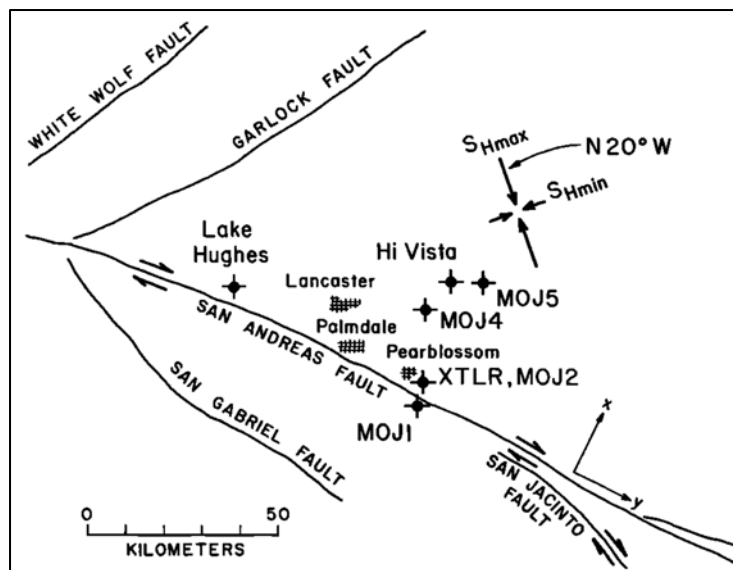 WHITE WOLF FAULT
GARLOCK FAULT
SHmax
N20°W
SHmin
Lake
Hughes
Hi Vista
Lancaster
MOJ5
MOJ4
SAN ANDREAS FAULT
Palmdale
Pearblossom
XTLR, MOJ2
MOJ1
SAN GABRIEL FAULT
x
y
SAN JACINTO
FAULT
0 50
KILOMETERS